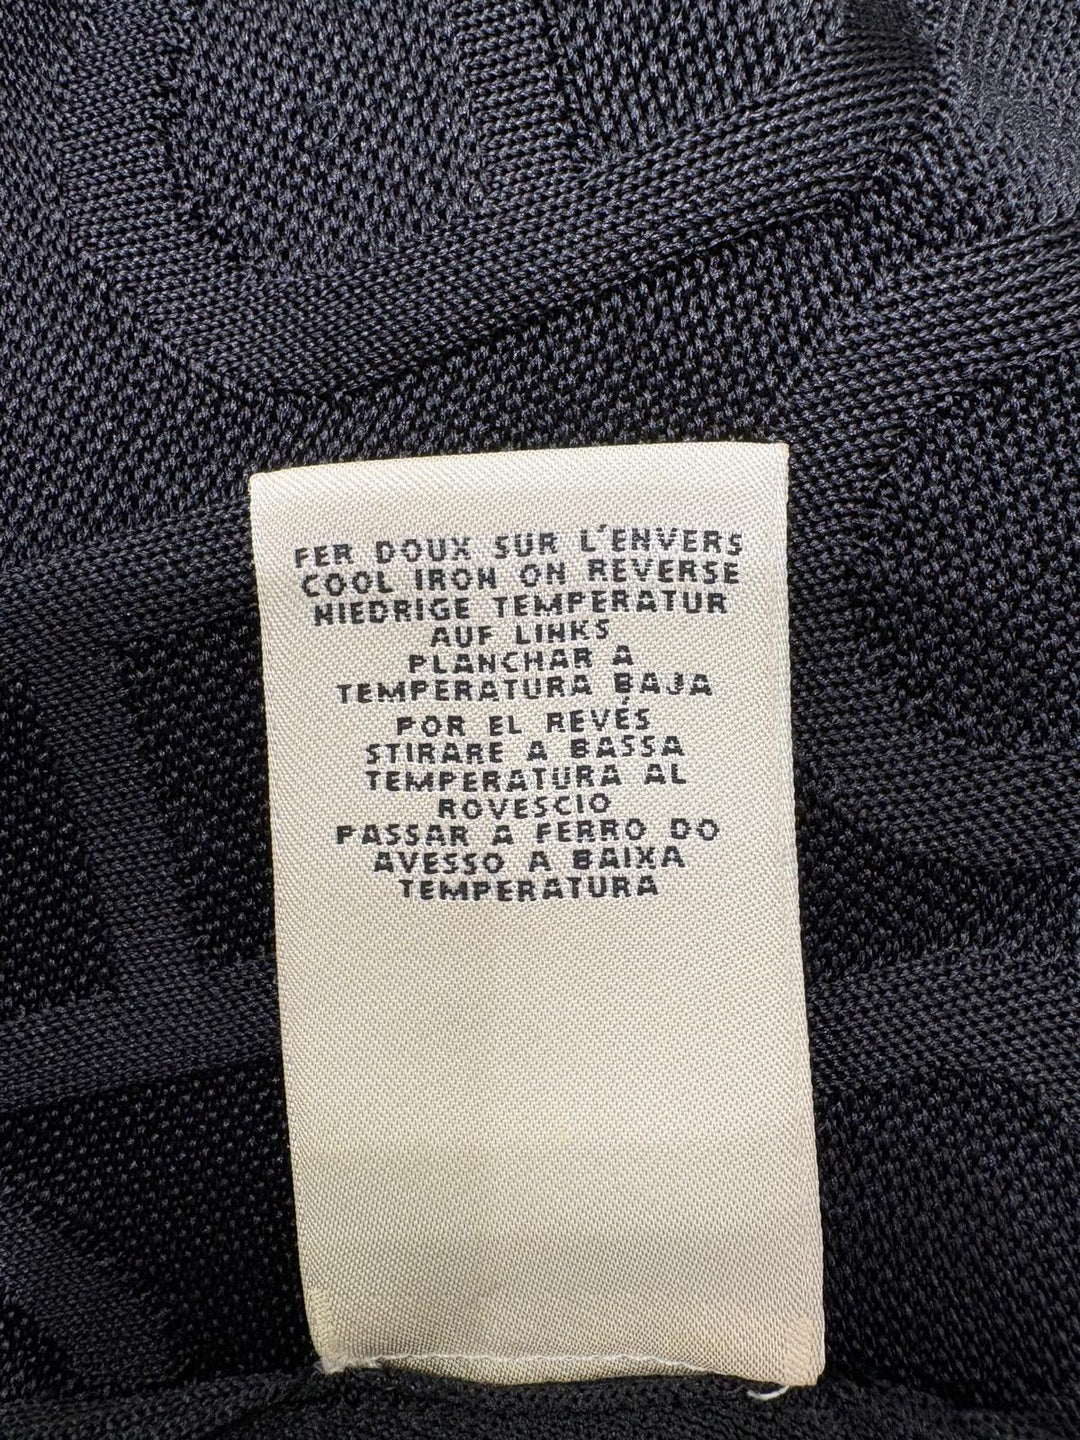 FER DOUX SUR L'ENVERS
COOL IRON ON REVERSE
NIEDRIGE TEMPERATUR
AUF LINKS
PLANCHAR A
TEMPERATURA BAJA
POR EL REVÉS
STIRARE A BASSA
TEMPERATURA AL
ROVESCIO
PASSAR A FERRO DO
AVESSO A BAIXA
TEMPERATURA